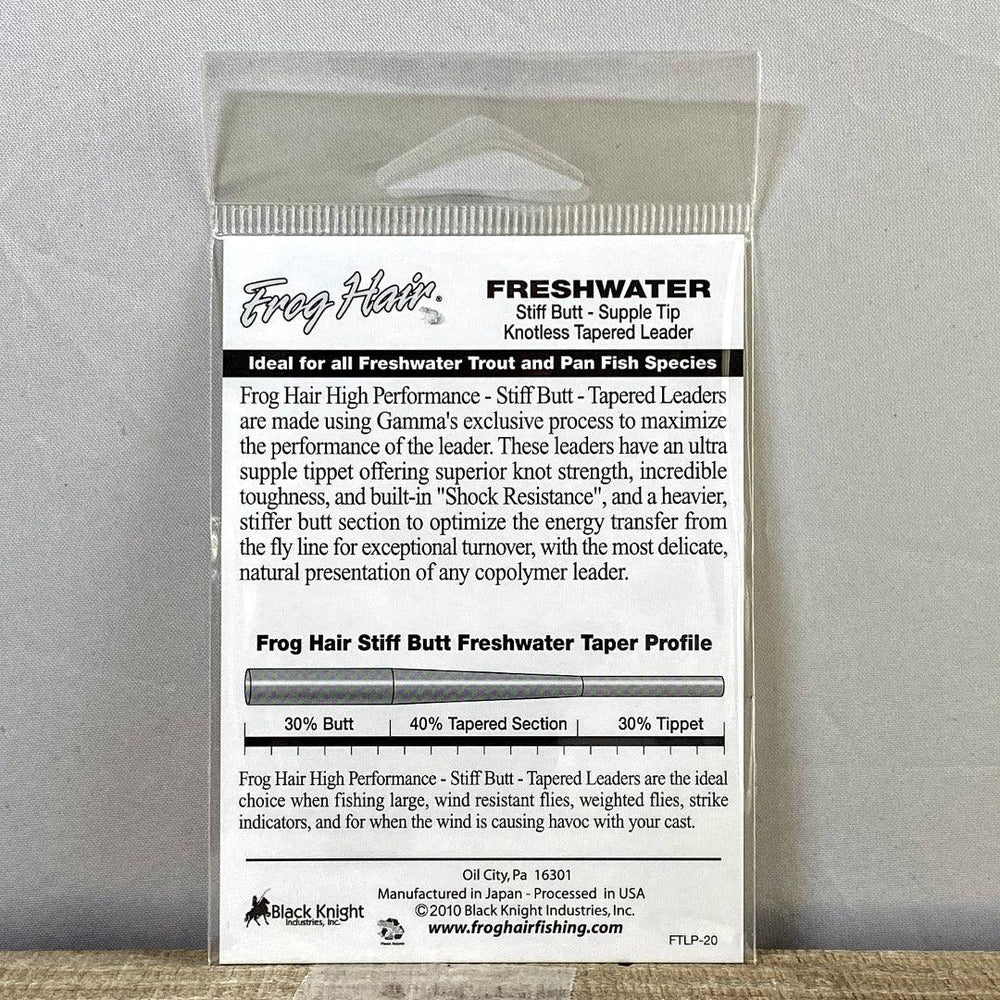 Frog Hair®
FRESHWATER
Stiff Butt - Supple Tip
Knotless Tapered Leader
Ideal for all Freshwater Trout and Pan Fish Species
Frog Hair High Performance - Stiff Butt - Tapered Leaders
are made using Gamma's exclusive process to maximize
the performance of the leader. These leaders have an ultra
supple tippet offering superior knot strength, incredible
toughness, and built-in "Shock Resistance", and a heavier,
stiffer butt section to optimize the energy transfer from
the fly line for exceptional turnover, with the most delicate,
natural presentation of any copolymer leader.
Frog Hair Stiff Butt Freshwater Taper Profile
30% Butt 40% Tapered Section 30% Tippet
Frog Hair High Performance - Stiff Butt - Tapered Leaders are the ideal
choice when fishing large, wind resistant flies, weighted flies, strike
indicators, and for when the wind is causing havoc with your cast.
Oil City, Pa 16301
Manufactured in Japan - Processed in USA
©2010 Black Knight Industries, Inc.
www.froghairfishing.com
Black Knight
Industries, Inc.
Please Recycle
FTLP-20